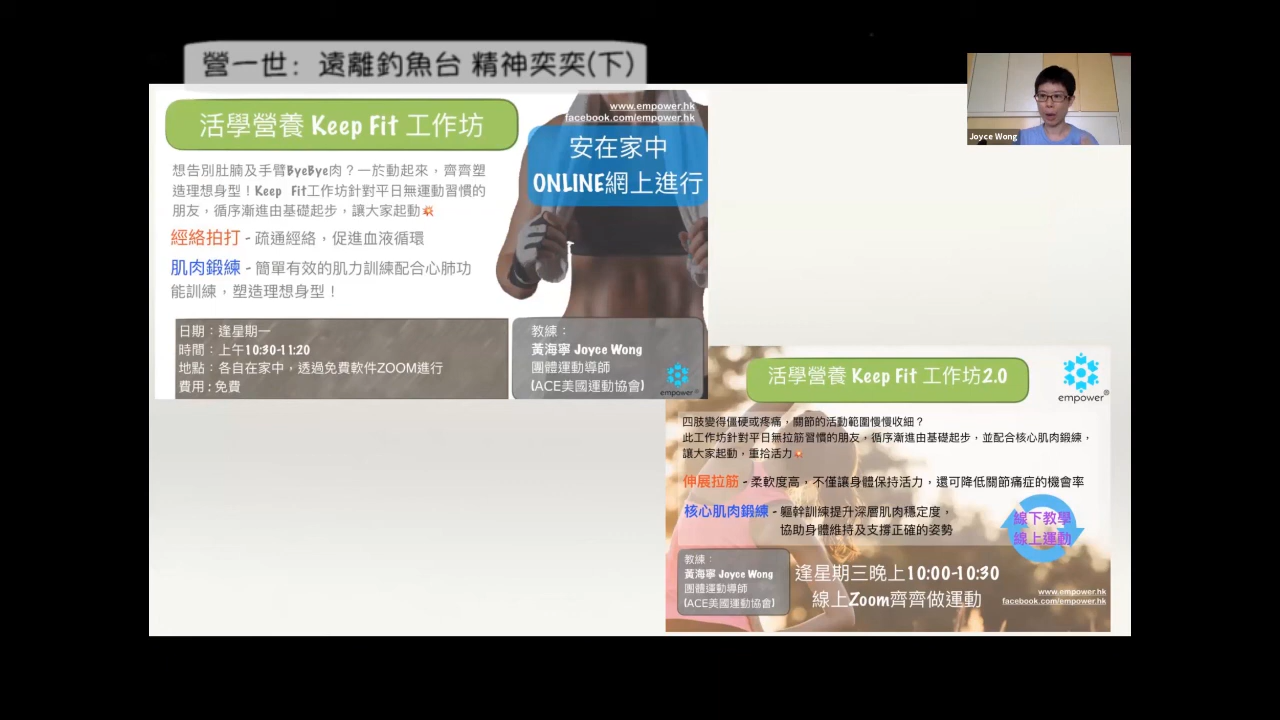 營一世：遠離釣魚台 精神奕奕(下)
Joyce Wong
活學營養 Keep Fit 工作坊
www.empower.hk
facebook.com/empower.hk
安在家中
ONLINE網上進行
想告別肚腩及手臂ByeBye肉？一於動起來，齊齊塑
造理想身型！Keep Fit工作坊針對平日無運動習慣的
朋友，循序漸進由基礎起步，讓大家起動💥
經絡拍打 - 疏通經絡，促進血液循環
肌肉鍛練 - 簡單有效的肌力訓練配合心肺功
能訓練，塑造理想身型！
日期：逢星期一
時間：上午10:30-11:20
地點：各自在家中，透過免費軟件ZOOM進行
費用：免費
教練：
黃海寧 Joyce Wong
團體運動導師
(ACE美國運動協會)
empower®
活學營養 Keep Fit 工作坊2.0
empower®
四肢變得僵硬或疼痛，關節的活動範圍慢慢收細？
此工作坊針對平日無拉筋習慣的朋友，循序漸進由基礎起步，並配合核心肌肉鍛練，
讓大家起動，重拾活力💥
伸展拉筋 - 柔軟度高，不僅讓身體保持活力，還可降低關節痛症的機會率
核心肌肉鍛練 - 軀幹訓練提升深層肌肉穩定度，
協助身體維持及支撐正確的姿勢
線下教學
線上運動
教練：
黃海寧 Joyce Wong
團體運動導師
(ACE美國運動協會)
逢星期三晚上10:00-10:30
線上Zoom齊齊做運動
www.empower.hk
facebook.com/empower.hk